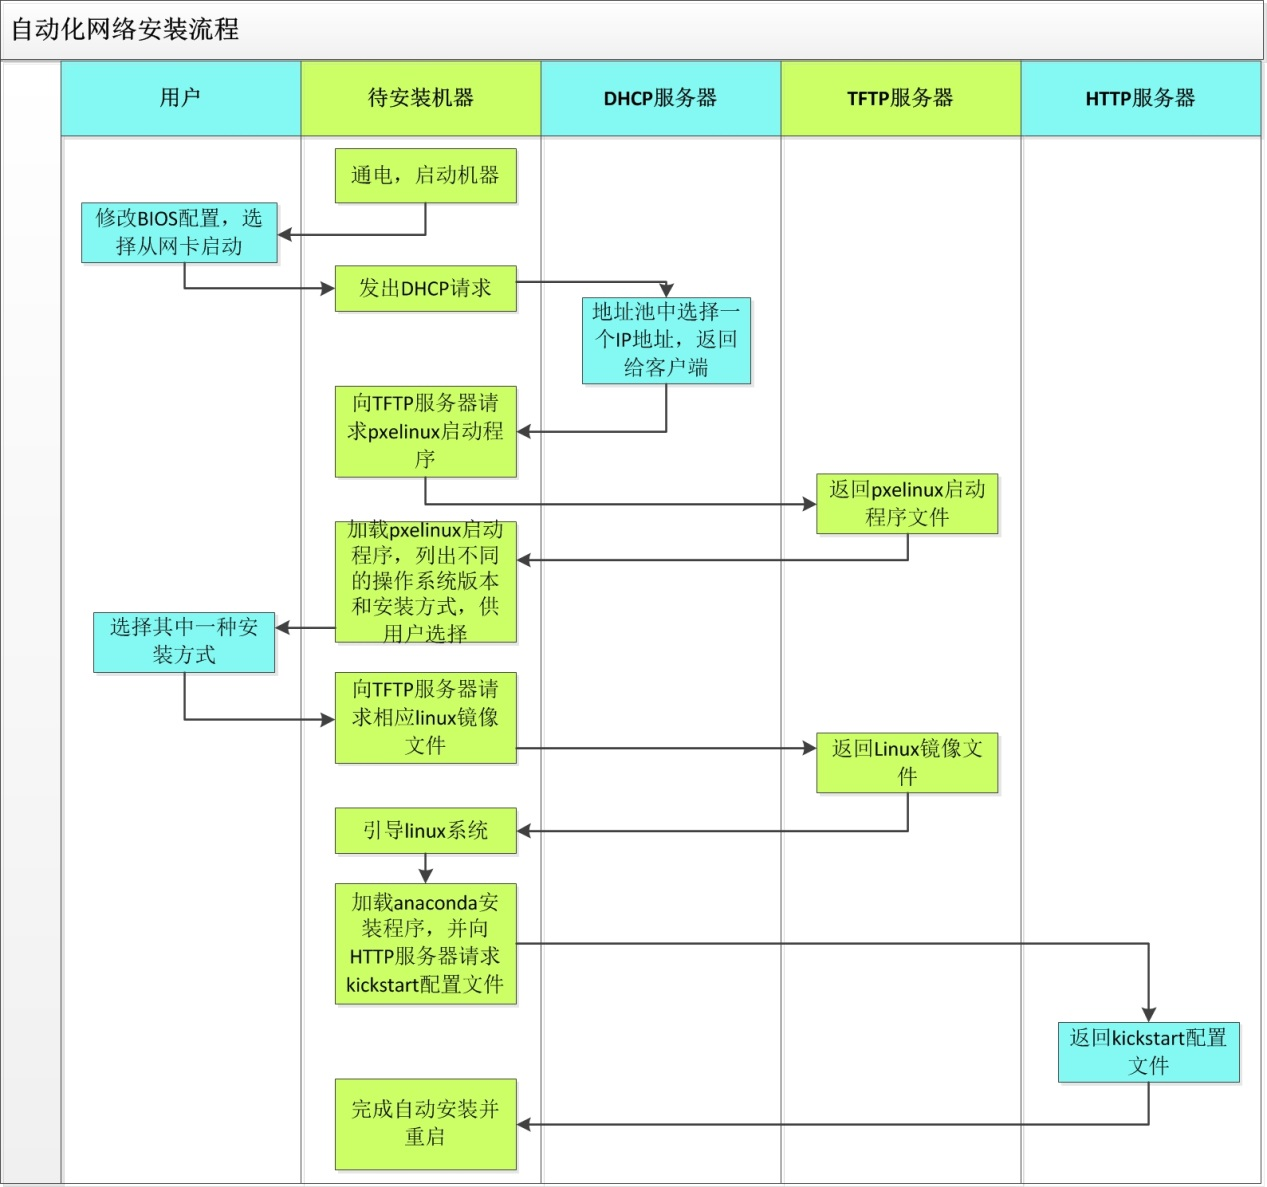 自动化网络安装流程
用户
待安装机器
DHCP服务器
TFTP服务器
HTTP服务器
通电，启动机器
修改BIOS配置，选
择从网卡启动
发出DHCP请求
地址池中选择一
个IP地址，返回
给客户端
向TFTP服务器请
求pxelinux启动程
序
返回pxelinux启动
程序文件
加载pxelinux启动
程序，列出不同
的操作系统版本
和安装方式，供
用户选择
选择其中一种安
装方式
向TFTP服务器请
求相应linux镜像
文件
返回Linux镜像文
件
引导linux系统
加载anaconda安
装程序，并向
HTTP服务器请求
kickstart配置文件
返回kickstart配置
文件
完成自动安装并
重启